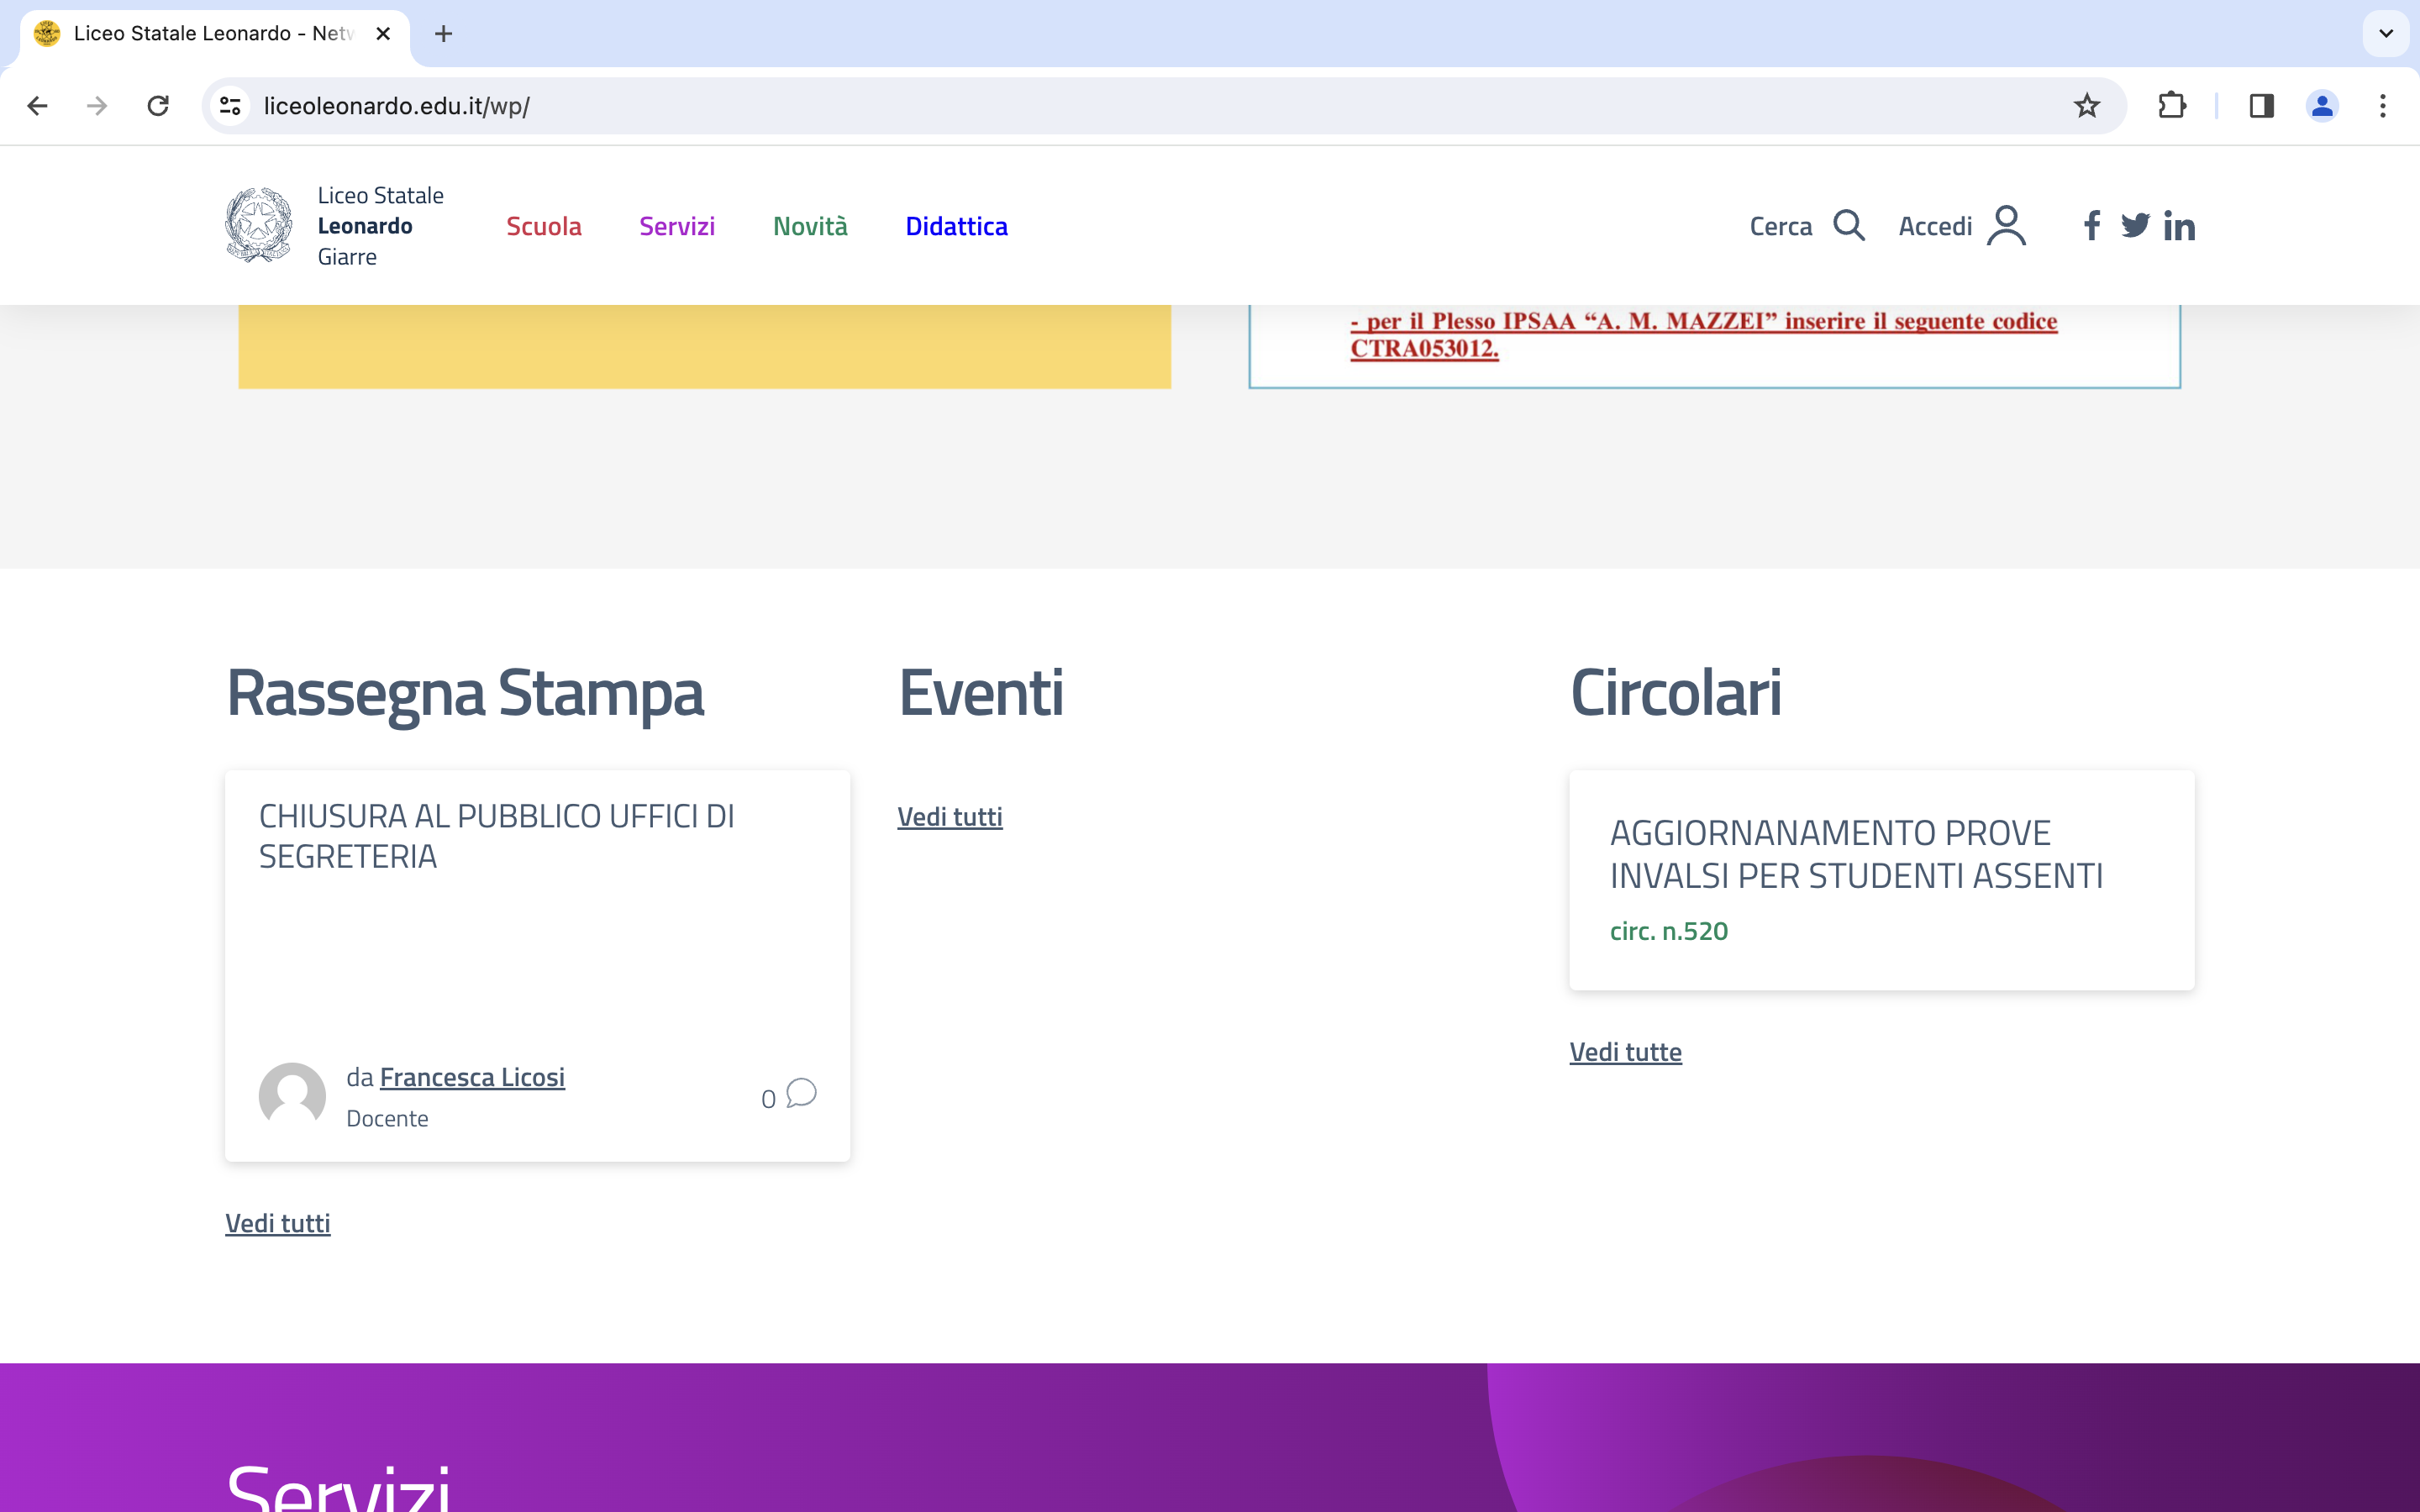 Liceo Statale Leonardo - Netw
liceoleonardo.edu.it/wp/
Liceo Statale
Leonardo
Giarre
Scuola
Servizi
Novità
Didattica
Cerca
Accedi
- per il Plesso IPSAA “A. M. MAZZEI” inserire il seguente codice
CTRA053012.
Rassegna Stampa
CHIUSURA AL PUBBLICO UFFICI DI
SEGRETERIA
da Francesca Licosi
Docente
0
Vedi tutti
Eventi
Vedi tutti
Circolari
AGGIORNANAMENTO PROVE
INVALSI PER STUDENTI ASSENTI
circ. n.520
Vedi tutte
Servizi